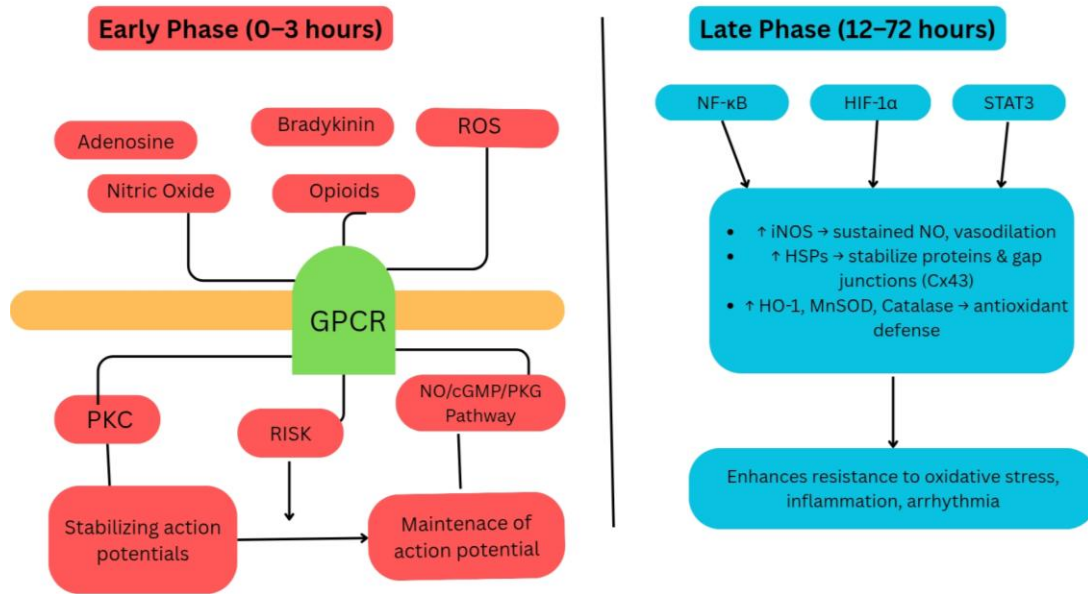 Early Phase (0–3 hours)
Adenosine
Bradykinin
ROS
Nitric Oxide
Opioids
GPCR
PKC
RISK
NO/cGMP/PKG
Pathway
Stabilizing action
potentials
Maintenace of
action potential
Late Phase (12–72 hours)
NF-κB
HIF-1α
STAT3
• ↑ iNOS → sustained NO, vasodilation
• ↑ HSPs → stabilize proteins & gap
junctions (Cx43)
• ↑ HO-1, MnSOD, Catalase → antioxidant
defense
Enhances resistance to oxidative stress,
inflammation, arrhythmia